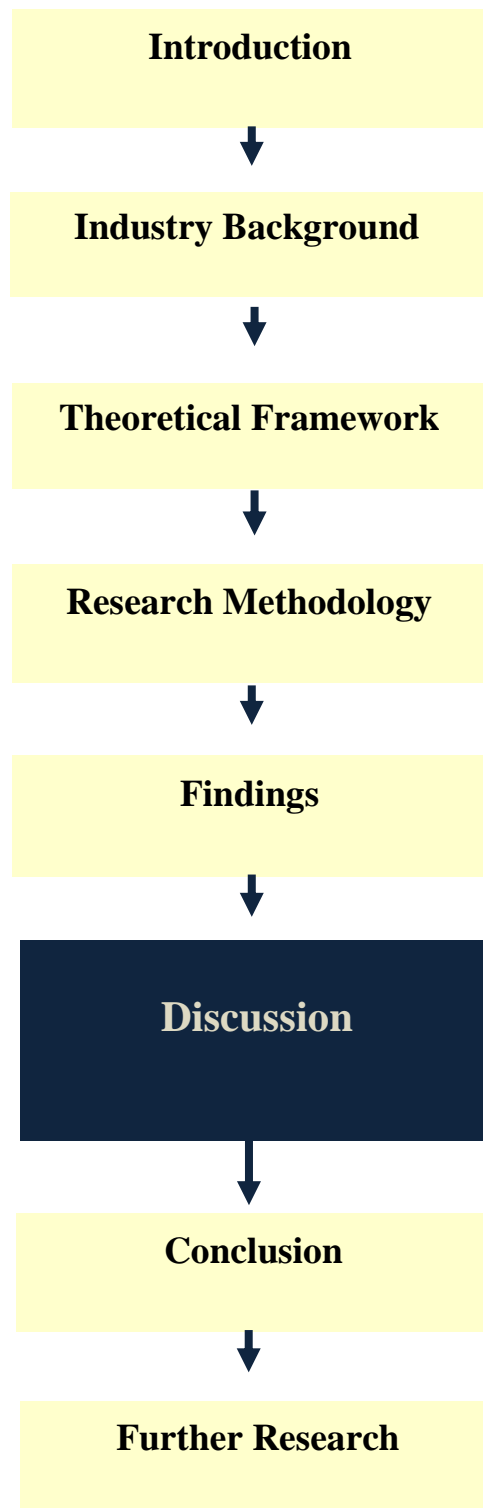 Introduction
Industry Background
Theoretical Framework
Research Methodology
Findings
Discussion
Conclusion
Further Research